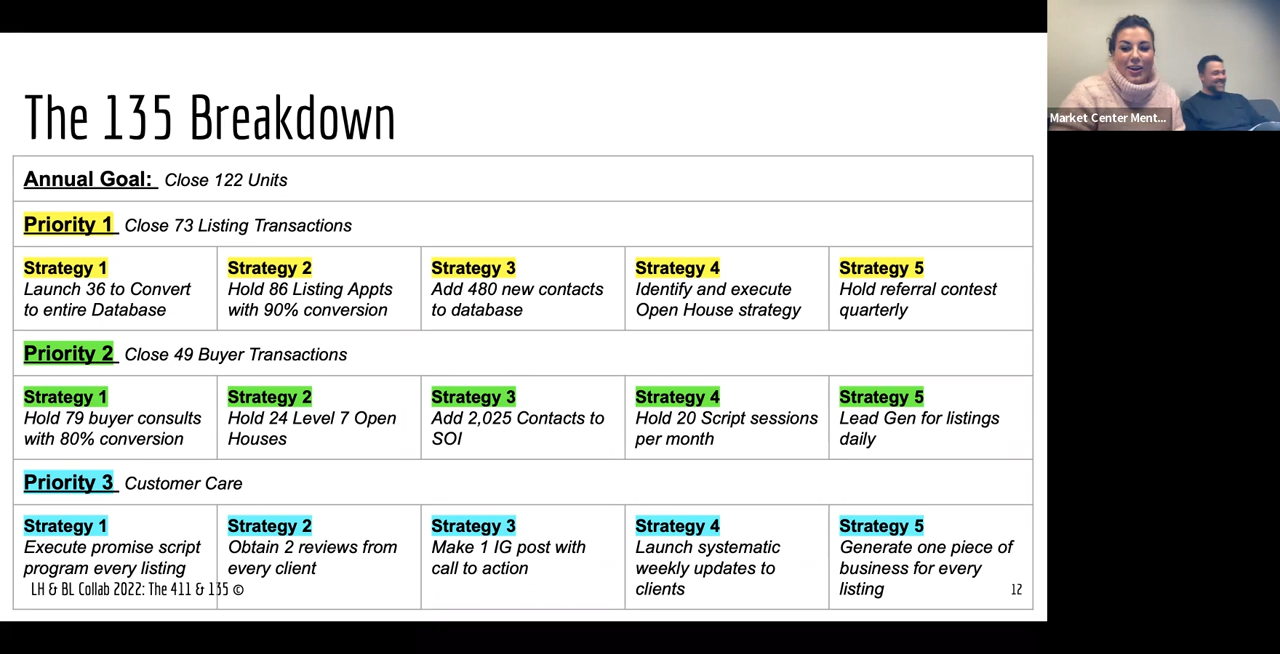 The 135 Breakdown
Annual Goal: Close 122 Units
Priority 1 Close 73 Listing Transactions
Strategy 1
Launch 36 to Convert
to entire Database
Strategy 2
Hold 86 Listing Appts
with 90% conversion
Strategy 3
Add 480 new contacts
to database
Strategy 4
Identify and execute
Open House strategy
Strategy 5
Hold referral contest
quarterly
Priority 2 Close 49 Buyer Transactions
Strategy 1
Hold 79 buyer consults
with 80% conversion
Strategy 2
Hold 24 Level 7 Open
Houses
Strategy 3
Add 2,025 Contacts to
SOI
Strategy 4
Hold 20 Script sessions
per month
Strategy 5
Lead Gen for listings
daily
Priority 3 Customer Care
Strategy 1
Execute promise script
program every listing
Strategy 2
Obtain 2 reviews from
every client
Strategy 3
Make 1 IG post with
call to action
Strategy 4
Launch systematic
weekly updates to
clients
Strategy 5
Generate one piece of
business for every
listing
LH & BL Collab 2022: The 411 & 135 ©
12
Market Center Ment...